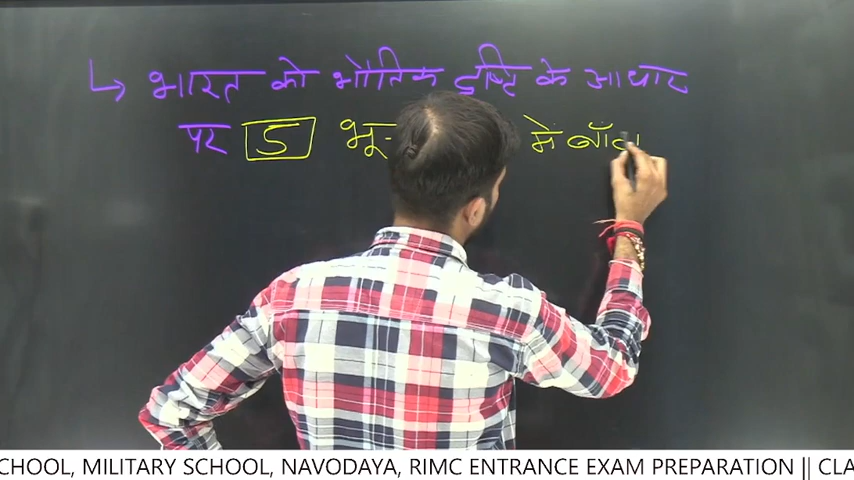 ↳ भारत को भौतिक दृष्टि के आधार
पर 5 भू- में बाँटा
CHOOL, MILITARY SCHOOL, NAVODAYA, RIMC ENTRANCE EXAM PREPARATION || CLA